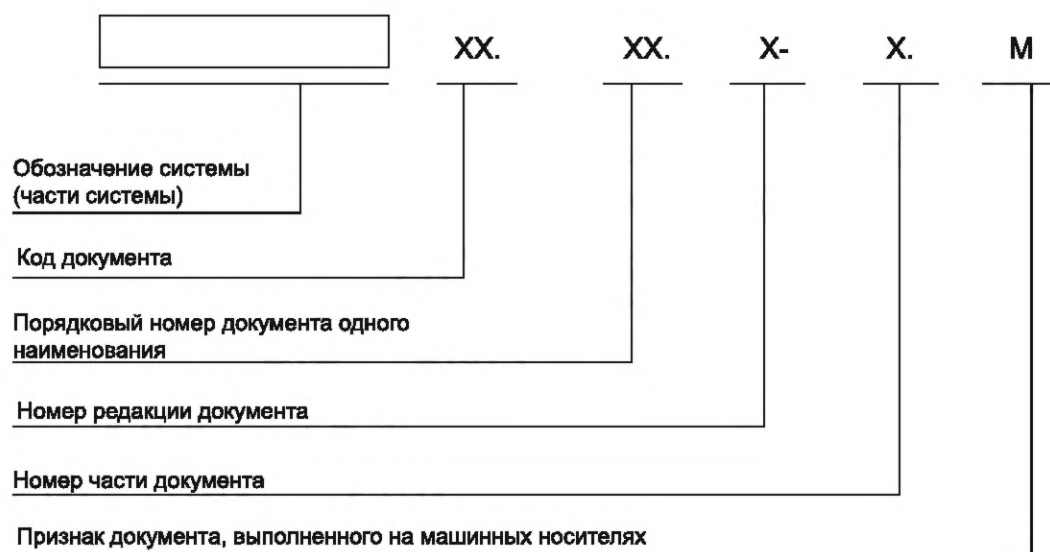 XX. XX. X- X. M
Обозначение системы
(части системы)
Код документа
Порядковый номер документа одного
наименования
Номер редакции документа
Номер части документа
Признак документа, выполненного на машинных носителях